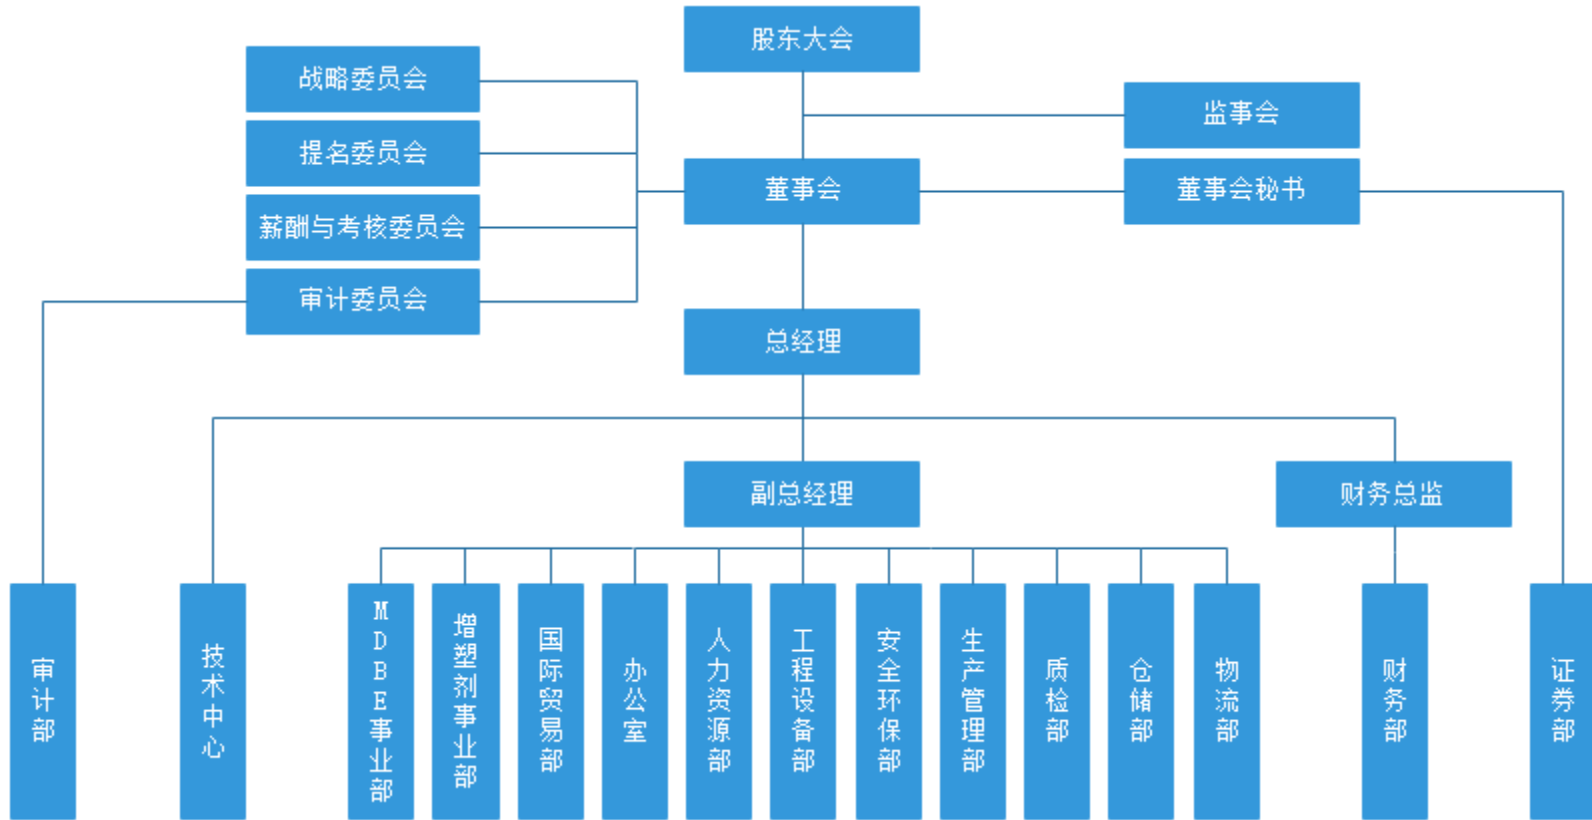 股东大会
战略委员会
监事会
提名委员会
董事会
董事会秘书
薪酬与考核委员会
审计委员会
总经理
副总经理
财务总监
审计部
技术中心
MDBE事业部
增塑剂事业部
国际贸易部
办公室
人力资源部
工程设备部
安全环保部
生产管理部
质检部
仓储部
物流部
财务部
证券部